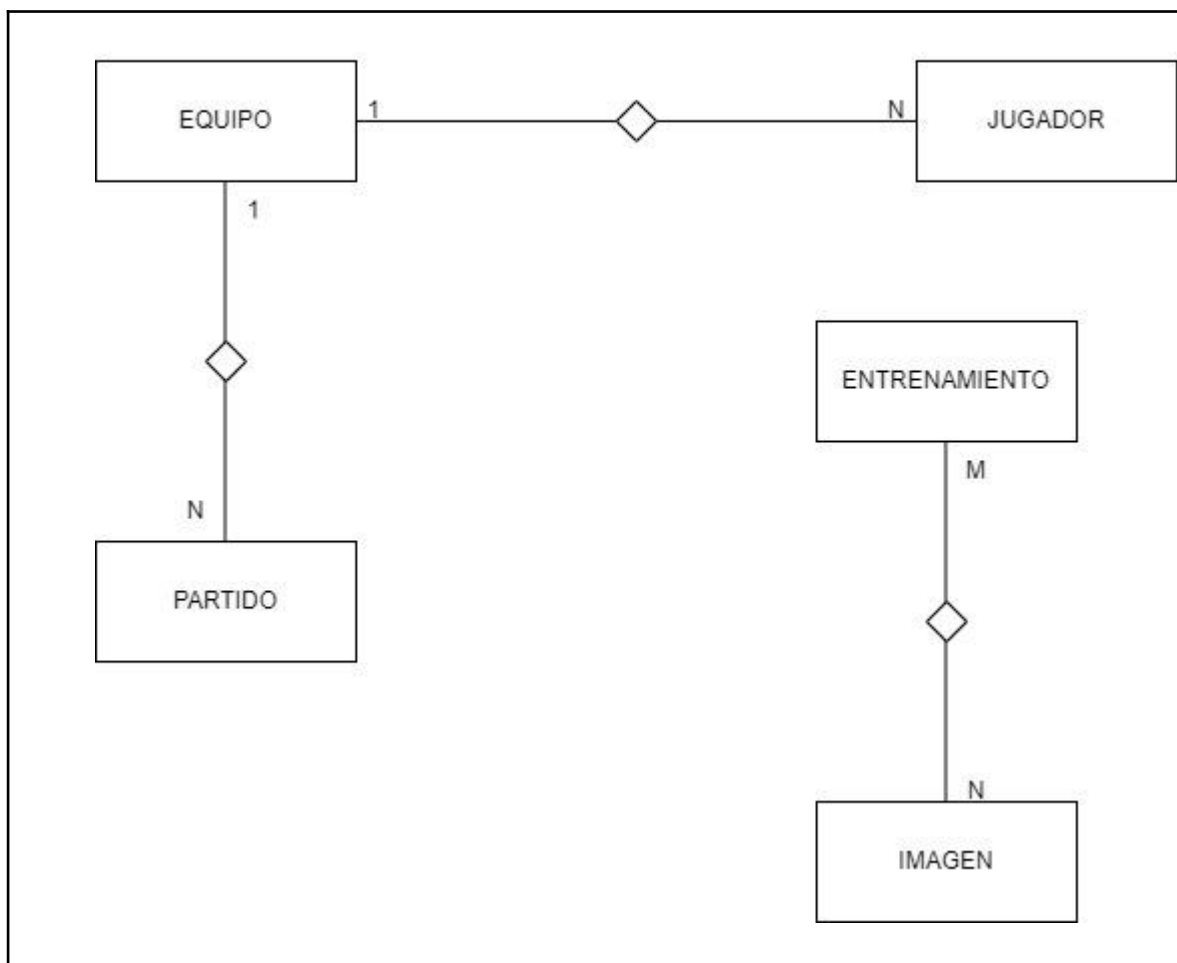 EQUIPO
1
N
JUGADOR
1
N
PARTIDO
ENTRENAMIENTO
M
N
IMAGEN